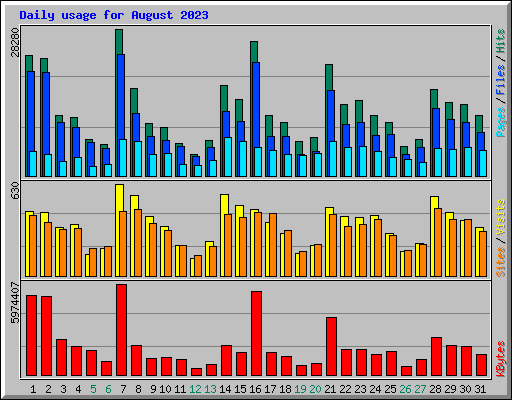 Daily usage for August 2023
28280
Pages / Files / Hits
630
Sites / Visits
5974407
KBytes
1 2 3 4 5 6 7 8 9 10 11 12 13 14 15 16 17 18 19 20 21 22 23 24 25 26 27 28 29 30 31